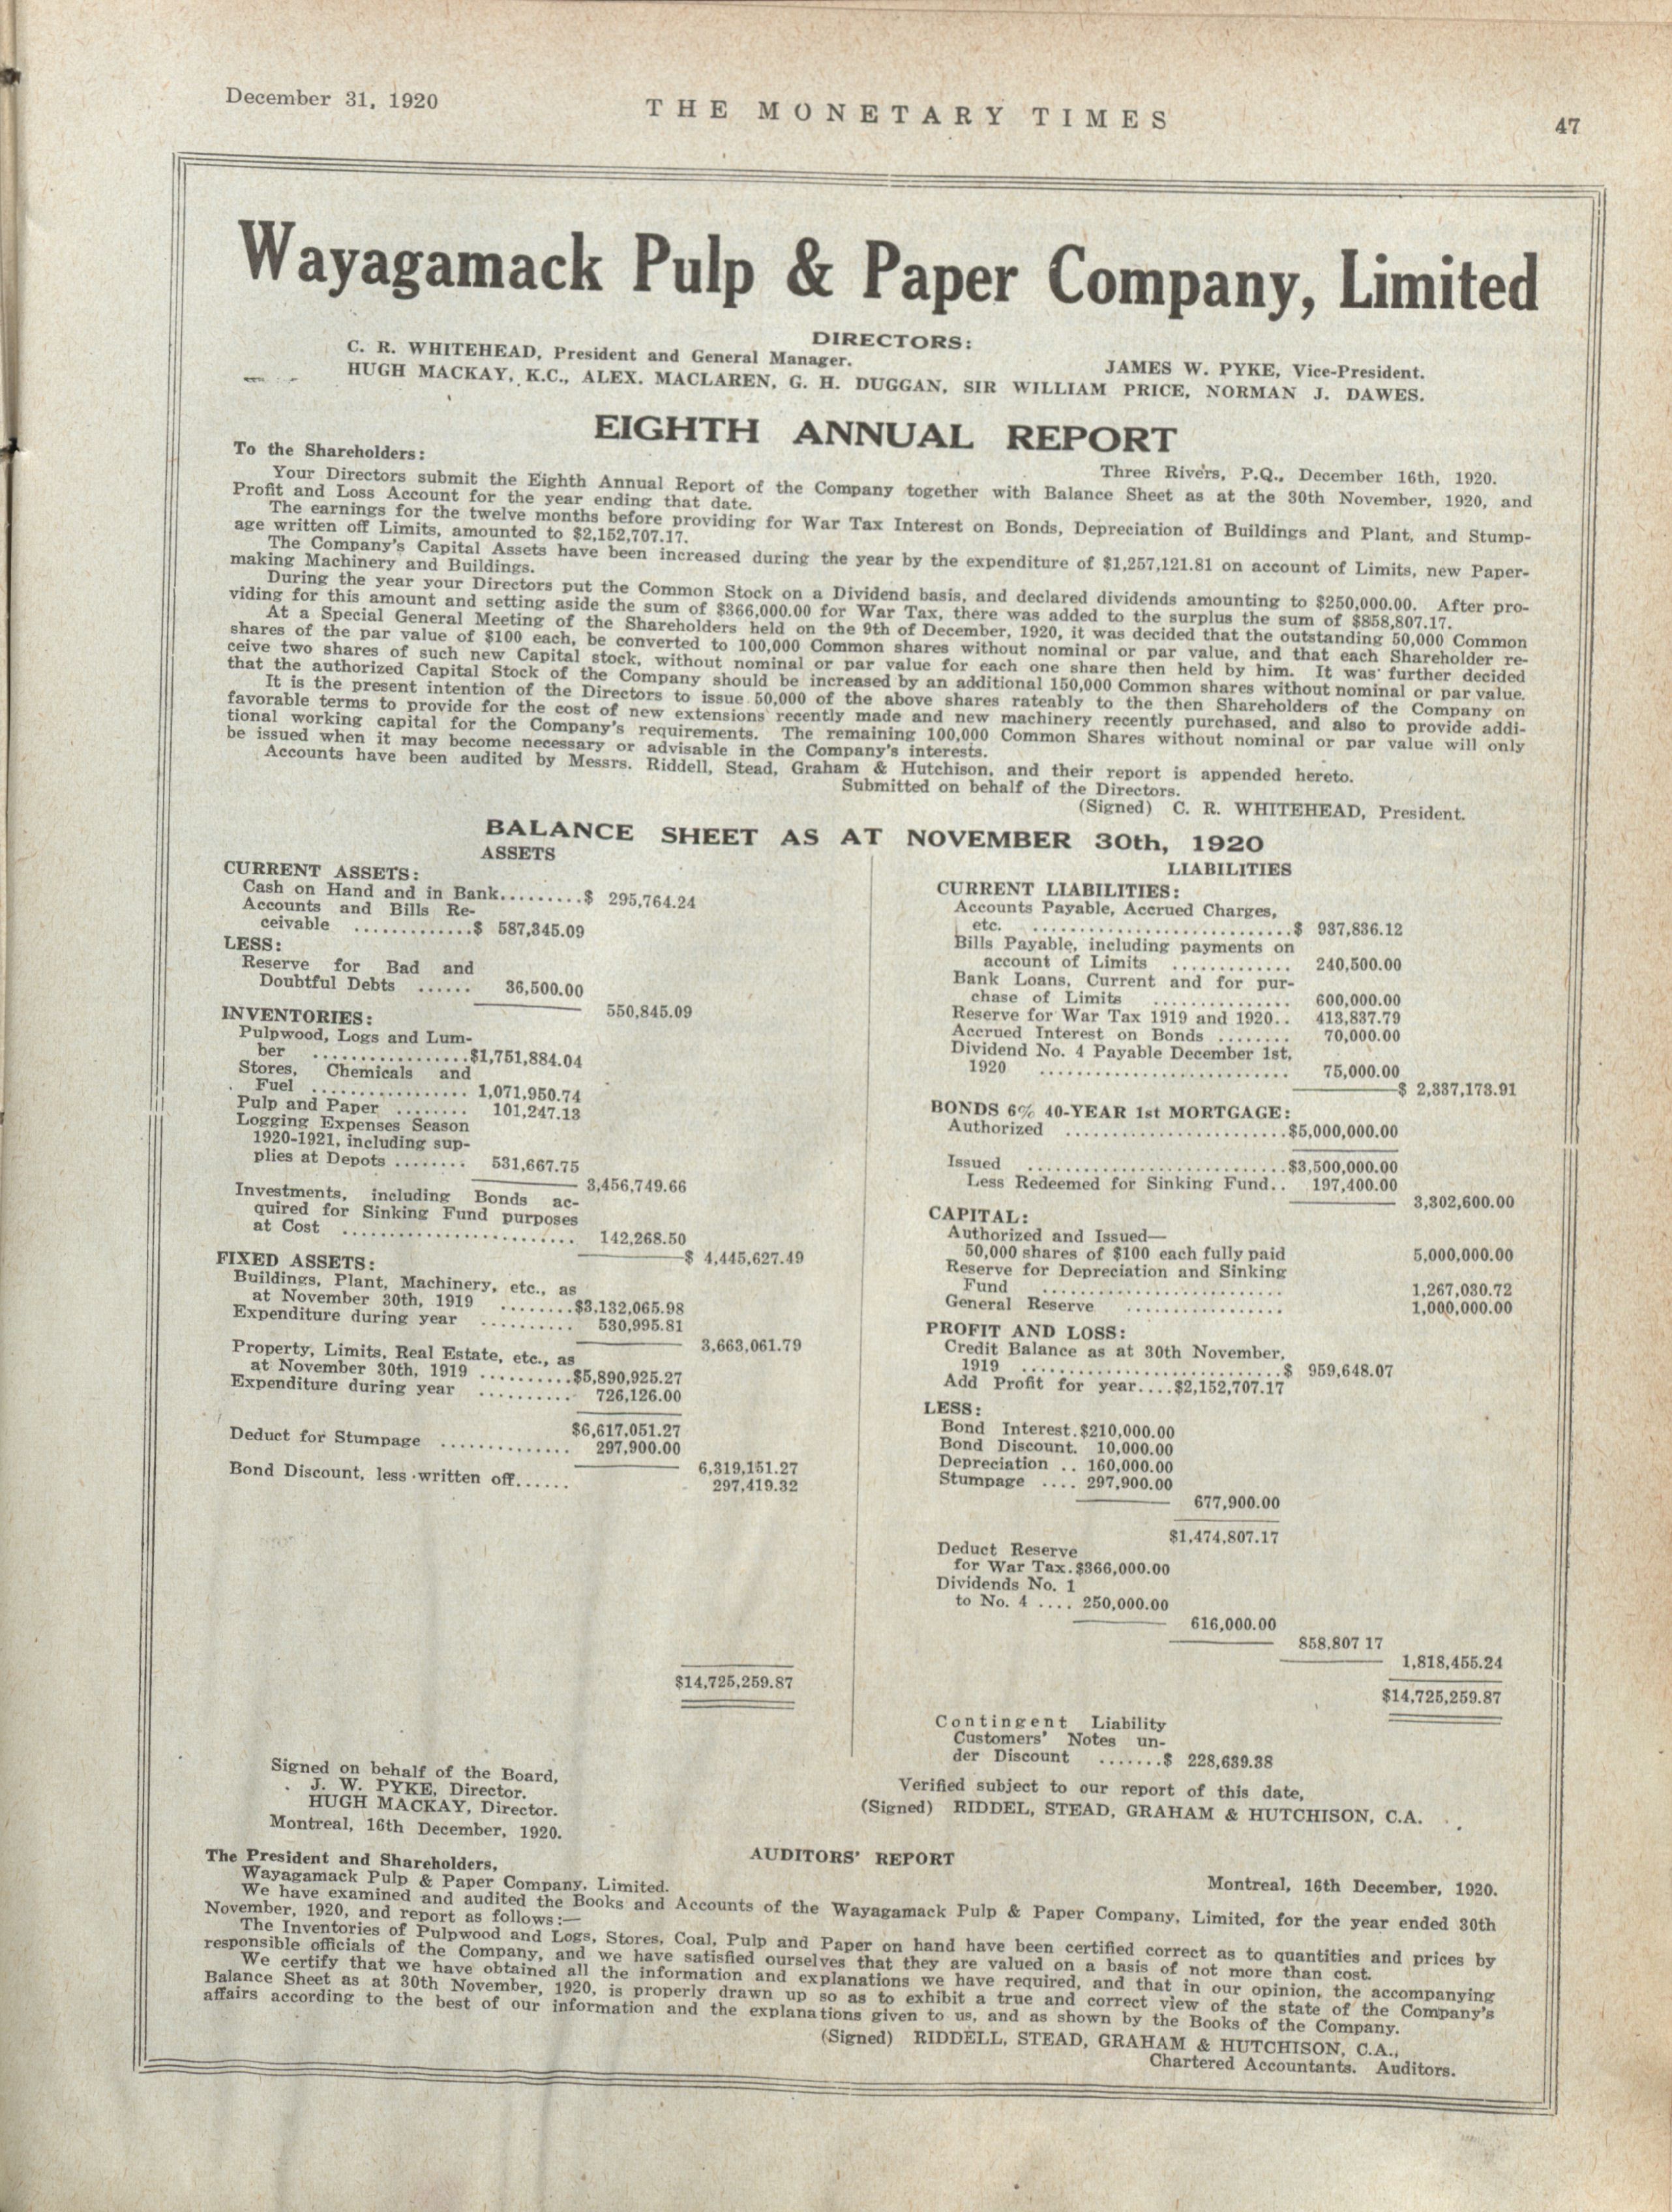 December 31, 1920
THE MONETARY TIMES
47
Wayagamack Pulp & Paper Company, Limited
DIRECTORS:
C. R. WHITEHEAD, President and General Manager.
JAMES W. PYKE, Vice-President.
HUGH MACKAY, K.C., ALEX. MACLAREN, G. H. DUGGAN, SIR WILLIAM PRICE, NORMAN J. DAWES.
EIGHTH ANNUAL REPORT
To the Shareholders:
Three Rivers, P.Q., December 16th, 1920.
Your Directors submit the Eighth Annual Report of the Company together with Balance Sheet as at the 30th November, 1920, and
Profit and Loss Account for the year ending that date.
The earnings for the twelve months before providing for War Tax Interest on Bonds, Depreciation of Buildings and Plant, and Stump-
age written off Limits, amounted to $2,152,707.17.
The Company's Capital Assets have been increased during the year by the expenditure of $1,257,121.81 on account of Limits, new Paper-
making Machinery and Buildings.
During the year your Directors put the Common Stock on a Dividend basis, and declared dividends amounting to $250,000.00. After pro-
viding for this amount and setting aside the sum of $366,000.00 for War Tax, there was added to the surplus the sum of $858,807.17.
At a Special General Meeting of the Shareholders held on the 9th of December, 1920, it was decided that the outstanding 50,000 Common
shares of the par value of $100 each, be converted to 100,000 Common shares without nominal or par value, and that each Shareholder re-
ceive two shares of such new Capital stock, without nominal or par value for each one share then held by him. It was further decided
that the authorized Capital Stock of the Company should be increased by an additional 150,000 Common shares without nominal or par value.
It is the present intention of the Directors to issue 50,000 of the above shares rateably to the then Shareholders of the Company on
favorable terms to provide for the cost of new extensions recently made and new machinery recently purchased, and also to provide addi-
tional working capital for the Company's requirements. The remaining 100,000 Common Shares without nominal or par value will only
be issued when it may become necessary or advisable in the Company's interests.
Accounts have been audited by Messrs. Riddell, Stead, Graham & Hutchison, and their report is appended hereto.
Submitted on behalf of the Directors.
(Signed) C. R. WHITEHEAD, President.
BALANCE SHEET AS AT NOVEMBER 30th, 1920
ASSETS
CURRENT ASSETS:
Cash on Hand and in Bank.........$ 295,764.24
Accounts and Bills Re-
ceivable .............$ 587,345.09
LESS:
Reserve for Bad and
Doubtful Debts ...... 36,500.00
550,845.09
INVENTORIES:
Pulpwood, Logs and Lum-
ber .................$1,751,884.04
Stores, Chemicals and
Fuel ................ 1,071,950.74
Pulp and Paper ........ 101,247.13
Logging Expenses Season
1920-1921, including sup-
plies at Depots ........ 531,667.75
3,456,749.66
Investments, including Bonds ac-
quired for Sinking Fund purposes
at Cost ......................... 142,268.50
$ 4,445,627.49
FIXED ASSETS:
Buildings, Plant, Machinery, etc., as
at November 30th, 1919 ........$3,132,065.98
Expenditure during year .......... 530,995.81
3,663,061.79
Property, Limits, Real Estate, etc., as
at November 30th, 1919 ..........$5,890,925.27
Expenditure during year .......... 726,126.00
$6,617,051.27
Deduct for Stumpage .............. 297,900.00
6,319,151.27
Bond Discount, less written off...... 297,419.32
$14,725,259.87
LIABILITIES
CURRENT LIABILITIES:
Accounts Payable, Accrued Charges,
etc. ............................$ 937,836.12
Bills Payable, including payments on
account of Limits ............. 240,500.00
Bank Loans, Current and for pur-
chase of Limits ............... 600,000.00
Reserve for War Tax 1919 and 1920.. 413,837.79
Accrued Interest on Bonds ........ 70,000.00
Dividend No. 4 Payable December 1st,
1920 ........................... 75,000.00
$ 2,337,173.91
BONDS 6% 40-YEAR 1st MORTGAGE:
Authorized ........................$5,000,000.00
Issued ............................$3,500,000.00
Less Redeemed for Sinking Fund.. 197,400.00
3,302,600.00
CAPITAL:
Authorized and Issued—
50,000 shares of $100 each fully paid 5,000,000.00
Reserve for Depreciation and Sinking
Fund .......................... 1,267,030.72
General Reserve ................. 1,000,000.00
PROFIT AND LOSS:
Credit Balance as at 30th November,
1919 ............................$ 959,648.07
Add Profit for year....$2,152,707.17
LESS:
Bond Interest.$210,000.00
Bond Discount. 10,000.00
Depreciation .. 160,000.00
Stumpage .... 297,900.00
677,900.00
$1,474,807.17
Deduct Reserve
for War Tax.$366,000.00
Dividends No. 1
to No. 4 .... 250,000.00
616,000.00
858,807 17
1,818,455.24
$14,725,259.87
Contingent Liability
Customers' Notes un-
der Discount .......$ 228,639.38
Signed on behalf of the Board,
J. W. PYKE, Director.
HUGH MACKAY, Director.
Montreal, 16th December, 1920.
Verified subject to our report of this date,
(Signed) RIDDEL, STEAD, GRAHAM & HUTCHISON, C.A.
AUDITORS' REPORT
The President and Shareholders,
Wayagamack Pulp & Paper Company, Limited.
Montreal, 16th December, 1920.
We have examined and audited the Books and Accounts of the Wayagamack Pulp & Paper Company, Limited, for the year ended 30th
November, 1920, and report as follows:—
The Inventories of Pulpwood and Logs, Stores, Coal, Pulp and Paper on hand have been certified correct as to quantities and prices by
responsible officials of the Company, and we have satisfied ourselves that they are valued on a basis of not more than cost.
We certify that we have obtained all the information and explanations we have required, and that in our opinion, the accompanying
Balance Sheet as at 30th November, 1920, is properly drawn up so as to exhibit a true and correct view of the state of the Company's
affairs according to the best of our information and the explanations given to us, and as shown by the Books of the Company.
(Signed) RIDDELL, STEAD, GRAHAM & HUTCHISON, C.A.,
Chartered Accountants. Auditors.